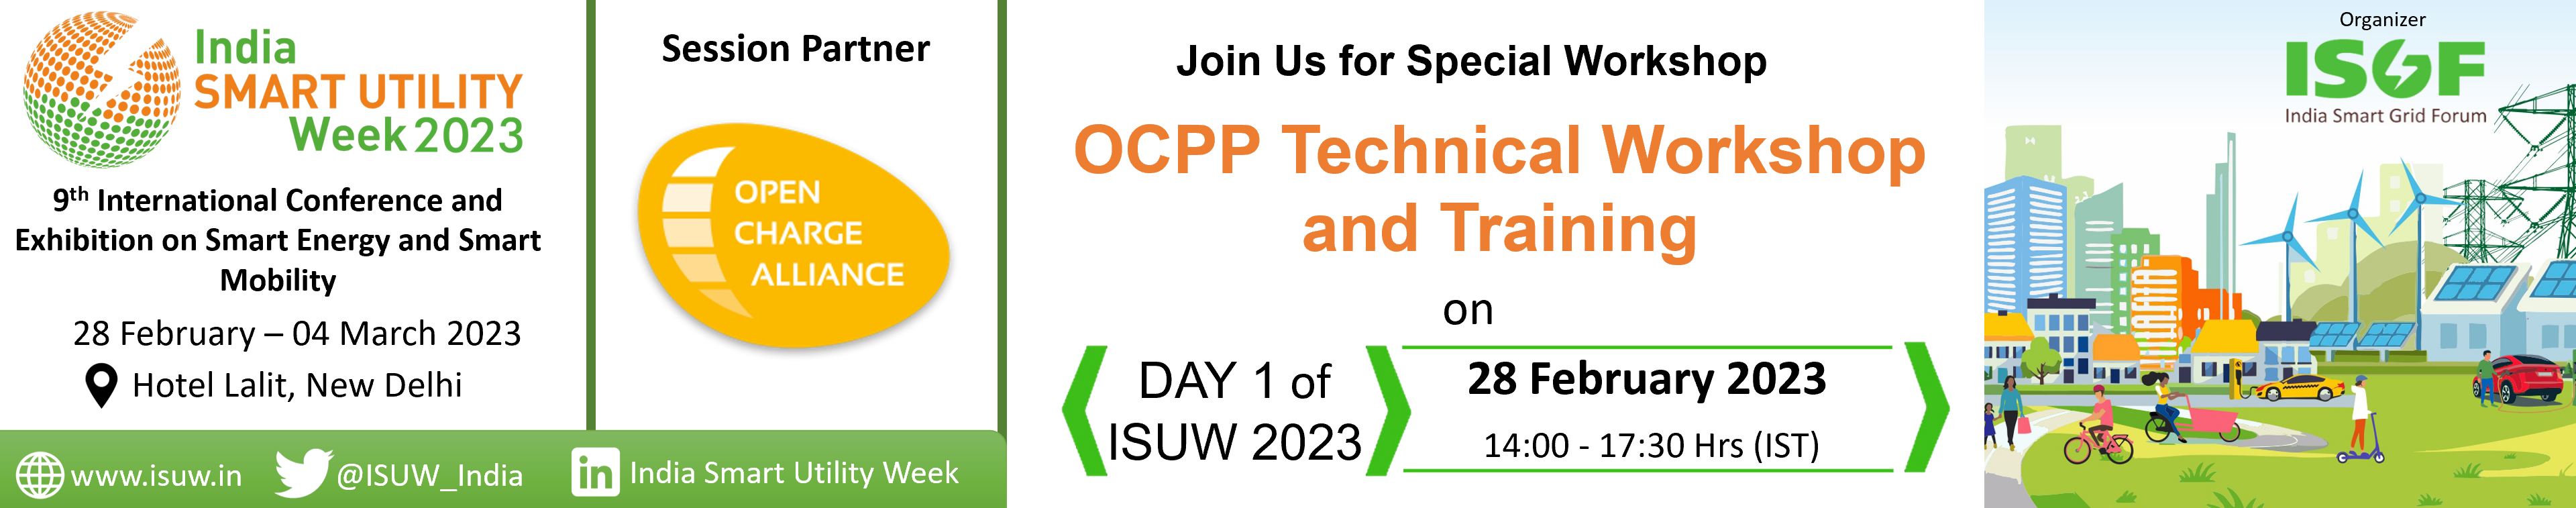 India
SMART UTILITY
Week 2023
9th International Conference and
Exhibition on Smart Energy and Smart
Mobility
28 February – 04 March 2023
Hotel Lalit, New Delhi
www.isuw.in
@ISUW_India
in India Smart Utility Week
Session Partner
OPEN
CHARGE
ALLIANCE
Join Us for Special Workshop
OCPP Technical Workshop
and Training
on
DAY 1 of
ISUW 2023
28 February 2023
14:00 - 17:30 Hrs (IST)
Organizer
ISGF
India Smart Grid Forum